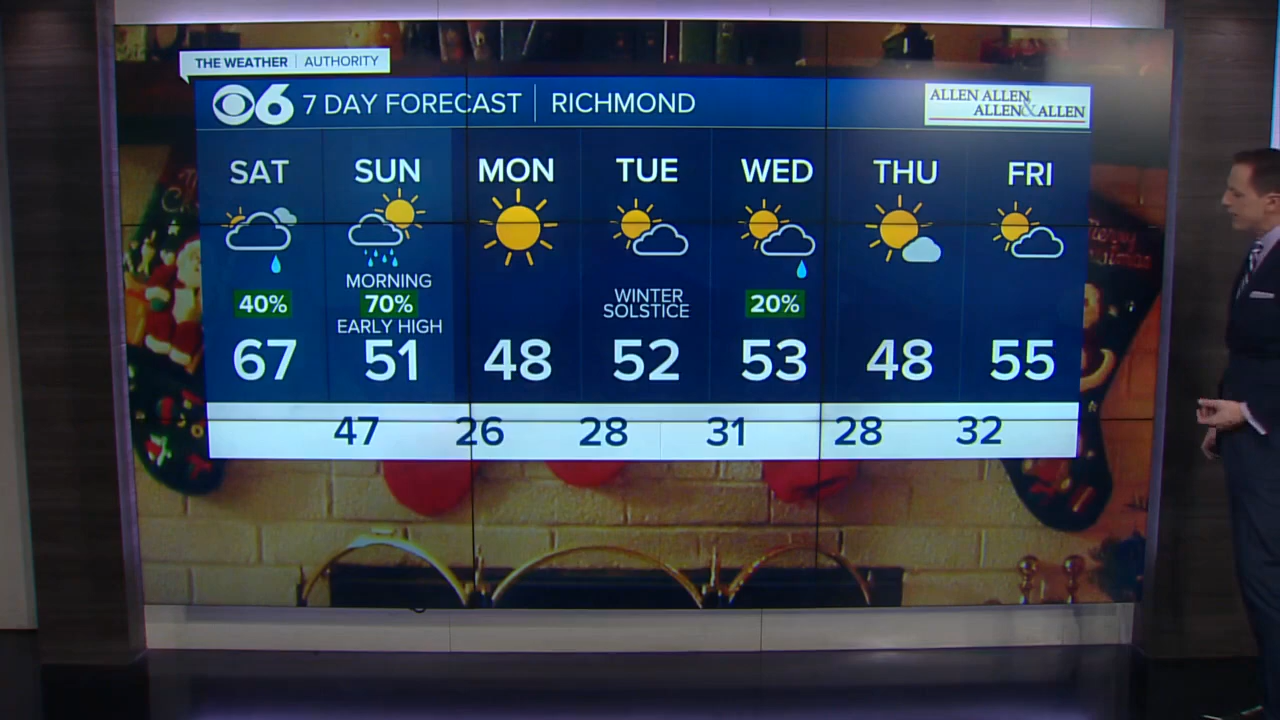 THE WEATHER | AUTHORITY
6 7 DAY FORECAST | RICHMOND
ALLEN ALLEN
ALLEN & ALLEN
SAT SUN MON TUE WED THU FRI
MORNING
WINTER
SOLSTICE
40% 70% 20%
EARLY HIGH
67 51 48 52 53 48 55
47 26 28 31 28 32